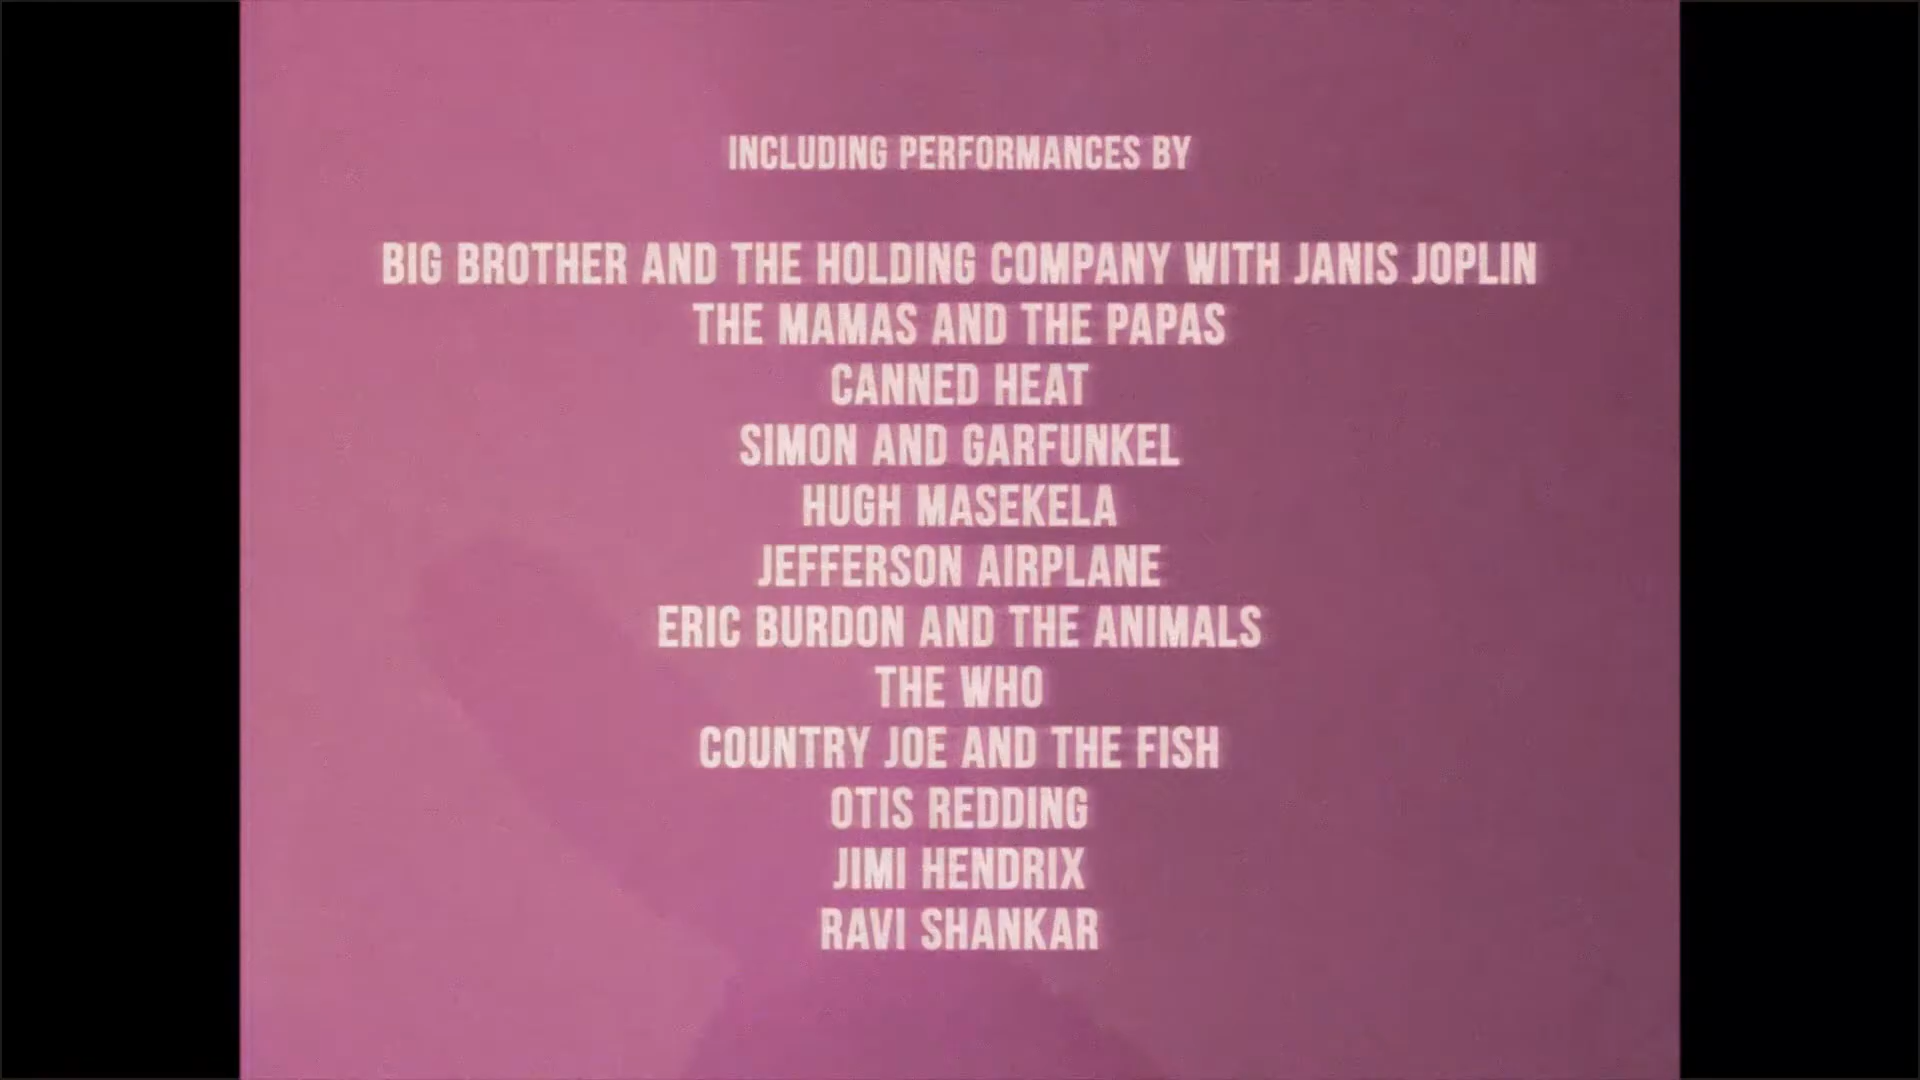 INCLUDING PERFORMANCES BY
BIG BROTHER AND THE HOLDING COMPANY WITH JANIS JOPLIN
THE MAMAS AND THE PAPAS
CANNED HEAT
SIMON AND GARFUNKEL
HUGH MASEKELA
JEFFERSON AIRPLANE
ERIC BURDON AND THE ANIMALS
THE WHO
COUNTRY JOE AND THE FISH
OTIS REDDING
JIMI HENDRIX
RAVI SHANKAR